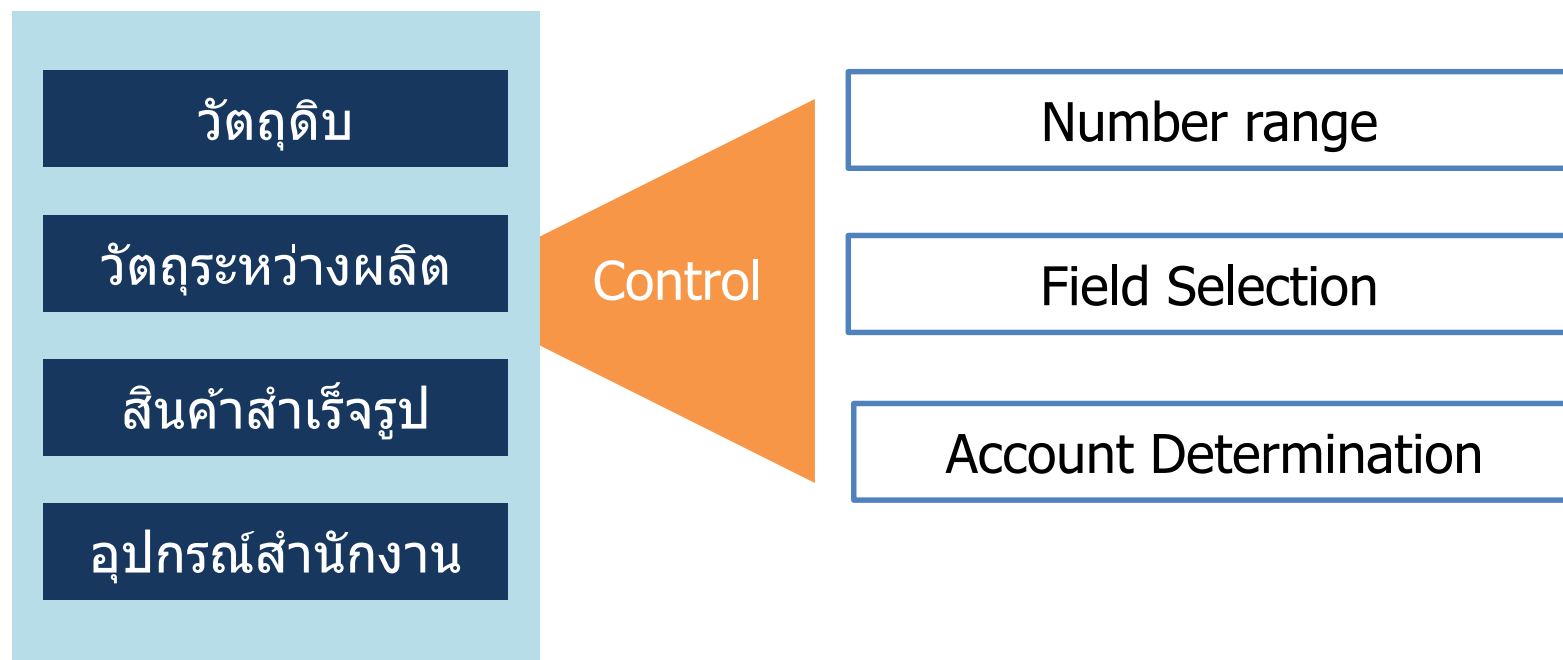 วัตถุดิบ
วัตถุระหว่างผลิต
สินค้าสำเร็จรูป
อุปกรณ์สำนักงาน
Control
Number range
Field Selection
Account Determination